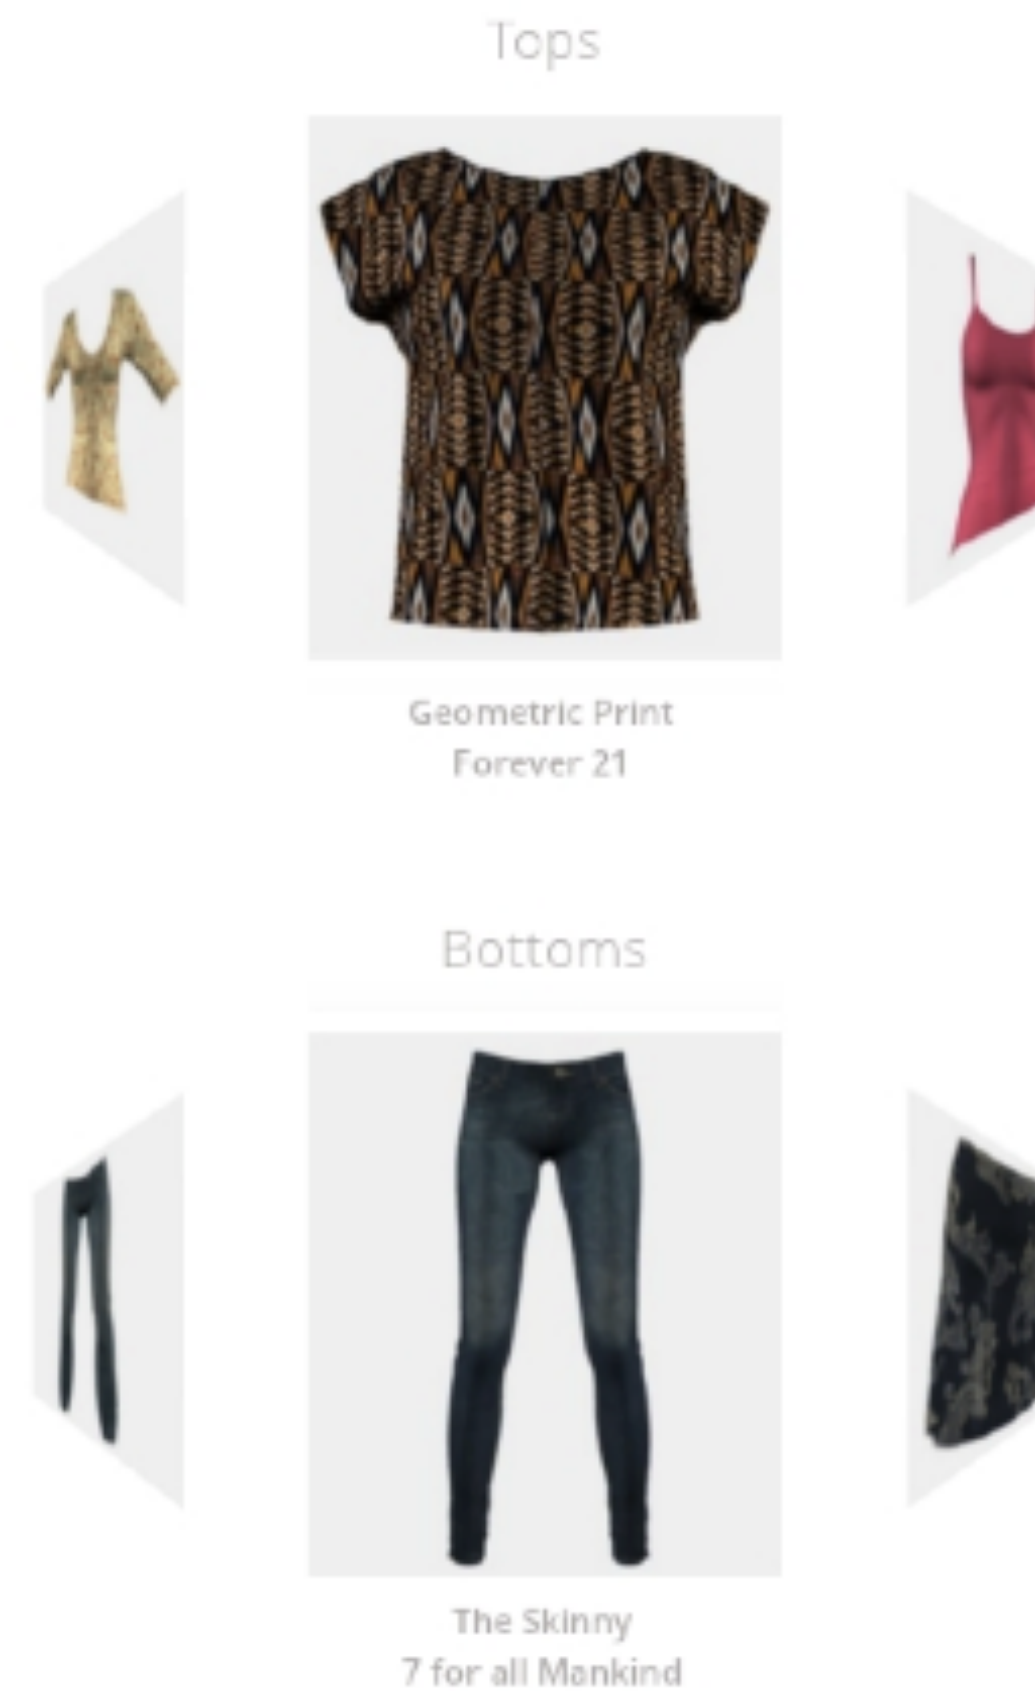 Tops
Geometric Print
Forever 21
Bottoms
The Skinny
7 for all Mankind